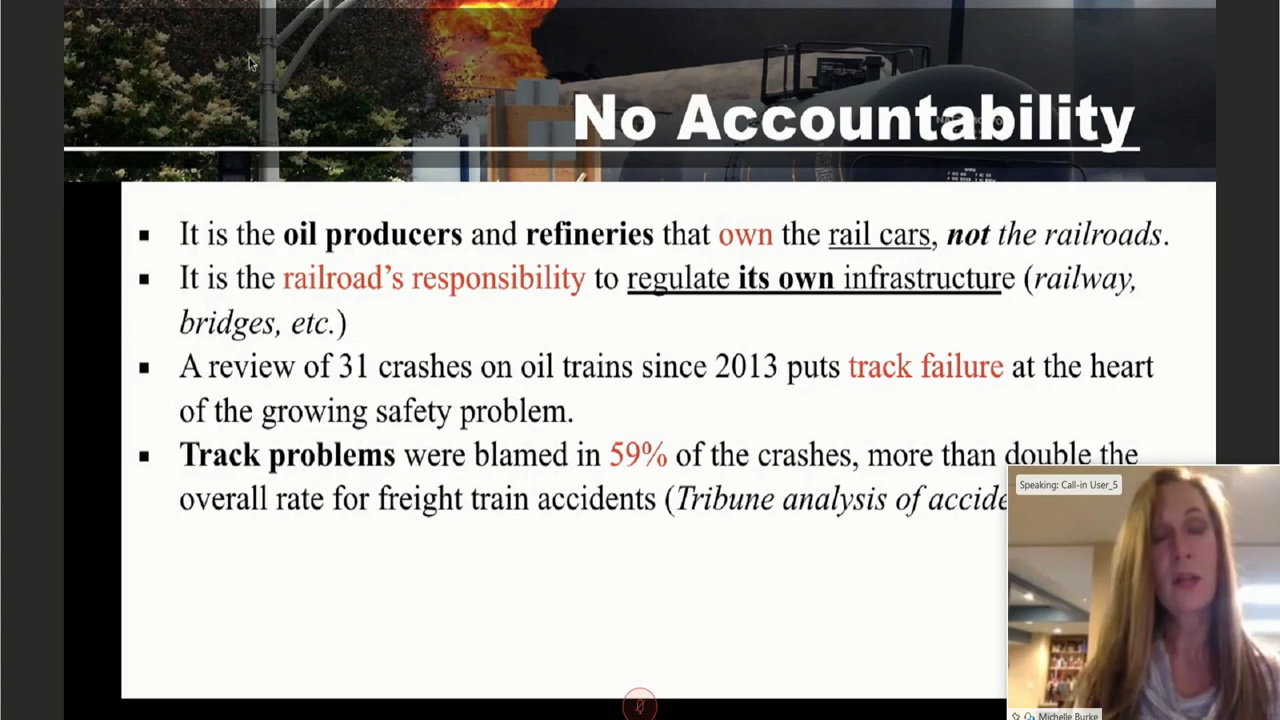 No Accountability
It is the oil producers and refineries that own the rail cars, not the railroads.
It is the railroad's responsibility to regulate its own infrastructure (railway,
bridges, etc.)
A review of 31 crashes on oil trains since 2013 puts track failure at the heart
of the growing safety problem.
Track problems were blamed in 59% of the crashes, more than double the
overall rate for freight train accidents (Tribune analysis of
Speaking: Call-in User_5
Michelle Burke